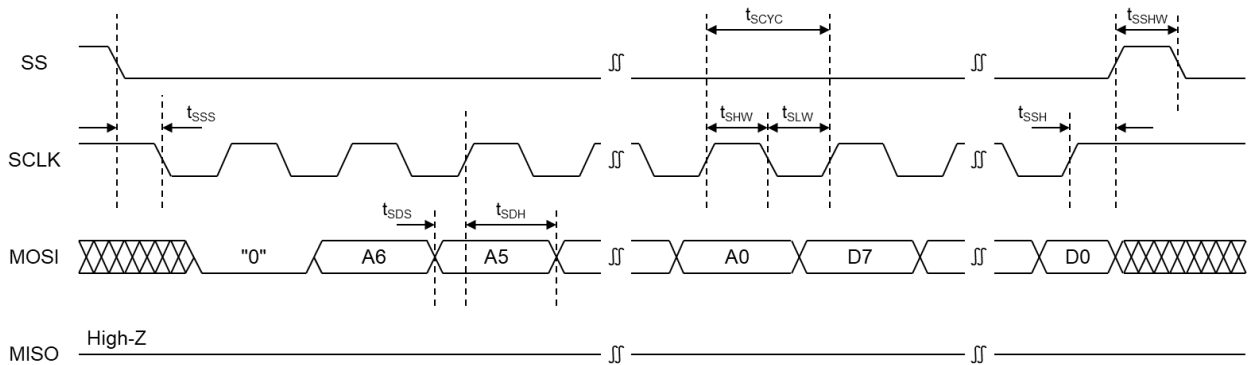 tSCYC
tSSHW
SS
tSSS
tSHW
tSLW
tSSH
SCLK
tSDS
tSDH
MOSI
"0"
A6
A5
A0
D7
D0
High-Z
MISO